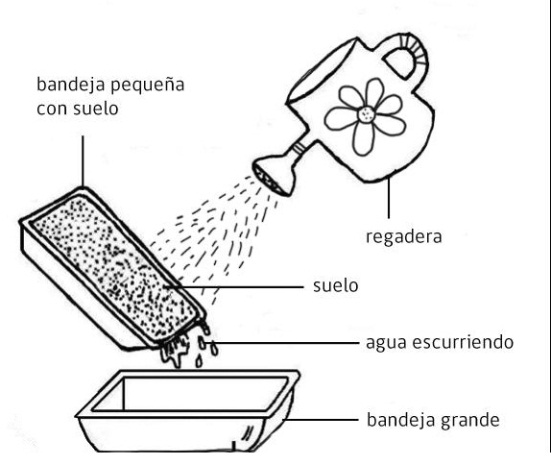 bandeja pequeña
con suelo
regadera
suelo
agua escurriendo
bandeja grande